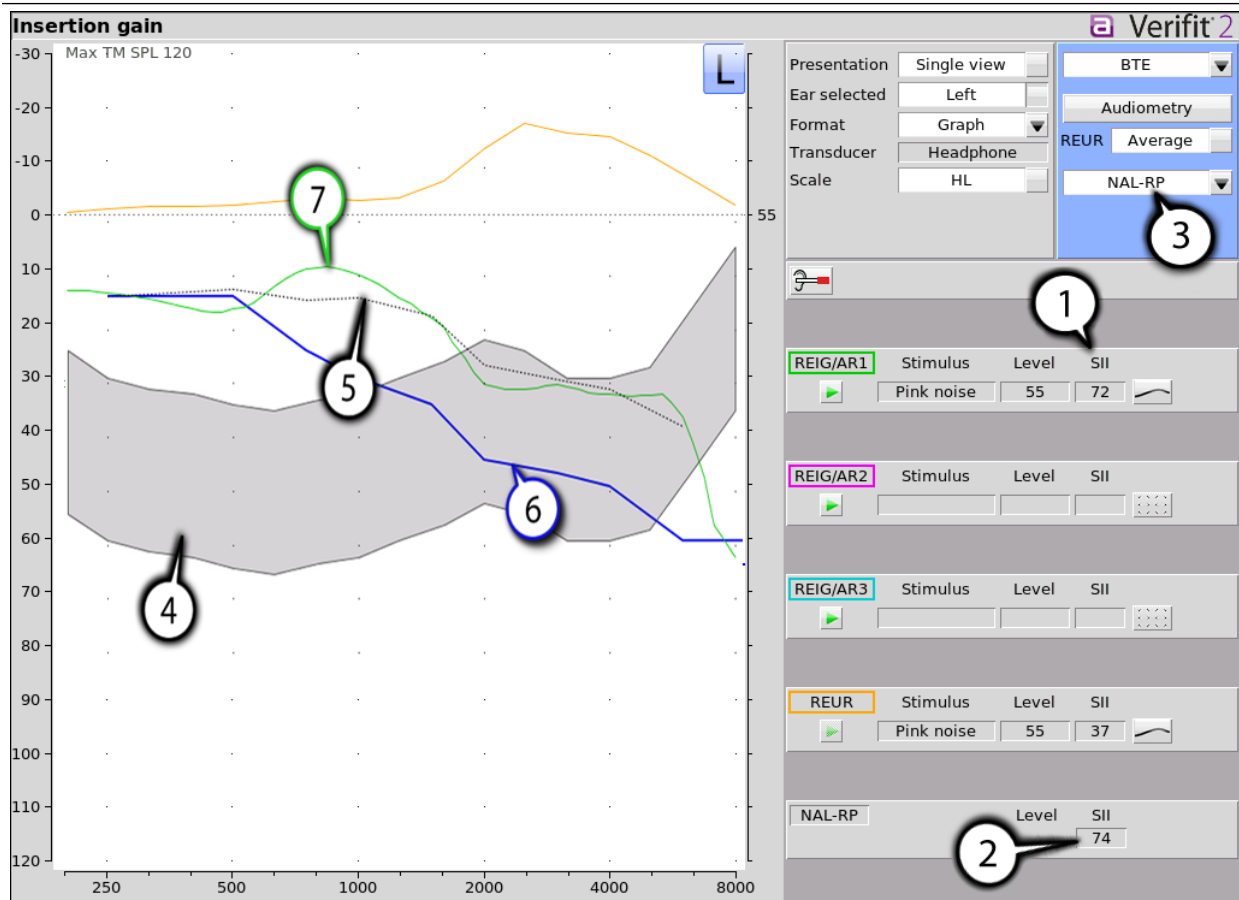 Insertion gain
a Verifit 2
Max TM SPL 120
L
-30
-20
-10
0
10
20
30
40
50
60
70
80
90
100
110
120
55
250 500 1000 2000 4000 8000
7
5
6
4
Presentation Single view
Ear selected Left
Format Graph
Transducer Headphone
Scale HL
BTE
Audiometry
REUR Average
NAL-RP
3
1
REIG/AR1 Stimulus Level SII
Pink noise 55 72
REIG/AR2 Stimulus Level SII
REIG/AR3 Stimulus Level SII
REUR Stimulus Level SII
Pink noise 55 37
NAL-RP Level SII
74
2